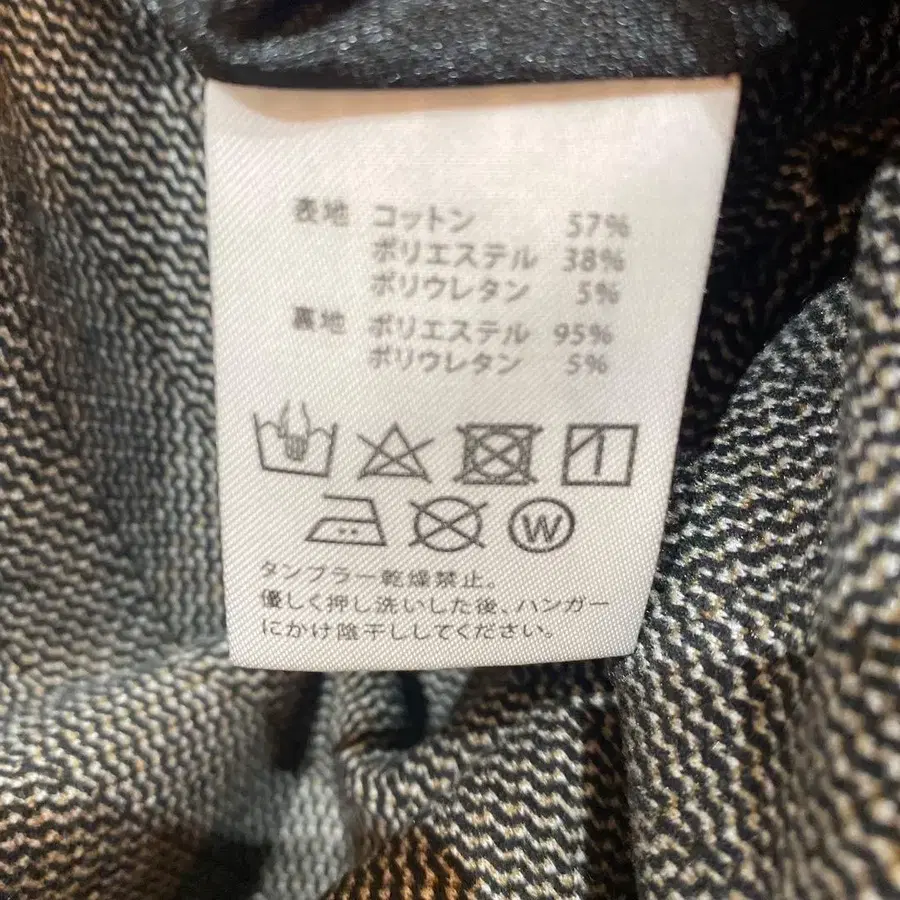 表地 コットン 57%
ポリエステル 38%
ポリウレタン 5%
裏地 ポリエステル 95%
ポリウレタン 5%
W
タンブラー乾燥禁止。
優しく押し洗いした後、ハンガー
にかけ陰干ししてください。